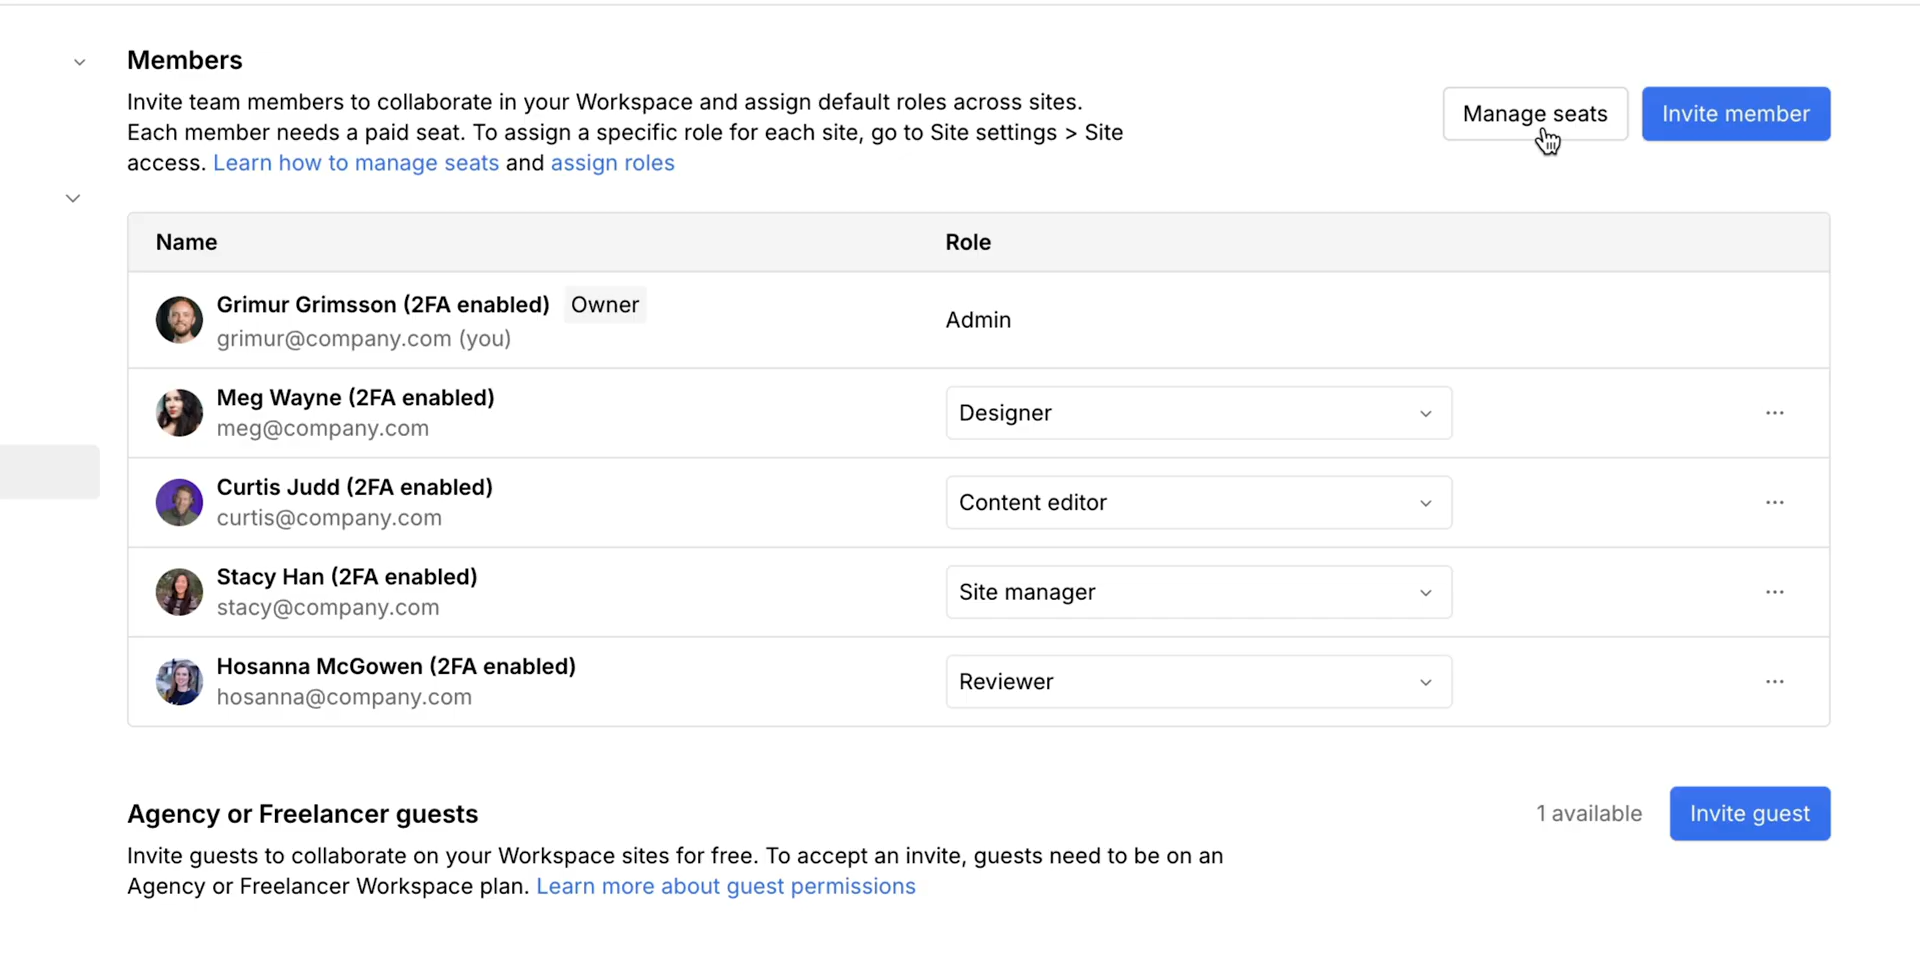 Members
Invite team members to collaborate in your Workspace and assign default roles across sites.
Each member needs a paid seat. To assign a specific role for each site, go to Site settings > Site
access. Learn how to manage seats and assign roles
Manage seats
Invite member
Name
Role
Grimur Grimsson (2FA enabled) Owner
grimur@company.com (you)
Admin
Meg Wayne (2FA enabled)
meg@company.com
Designer
Curtis Judd (2FA enabled)
curtis@company.com
Content editor
Stacy Han (2FA enabled)
stacy@company.com
Site manager
Hosanna McGowen (2FA enabled)
hosanna@company.com
Reviewer
Agency or Freelancer guests
1 available
Invite guest
Invite guests to collaborate on your Workspace sites for free. To accept an invite, guests need to be on an
Agency or Freelancer Workspace plan. Learn more about guest permissions